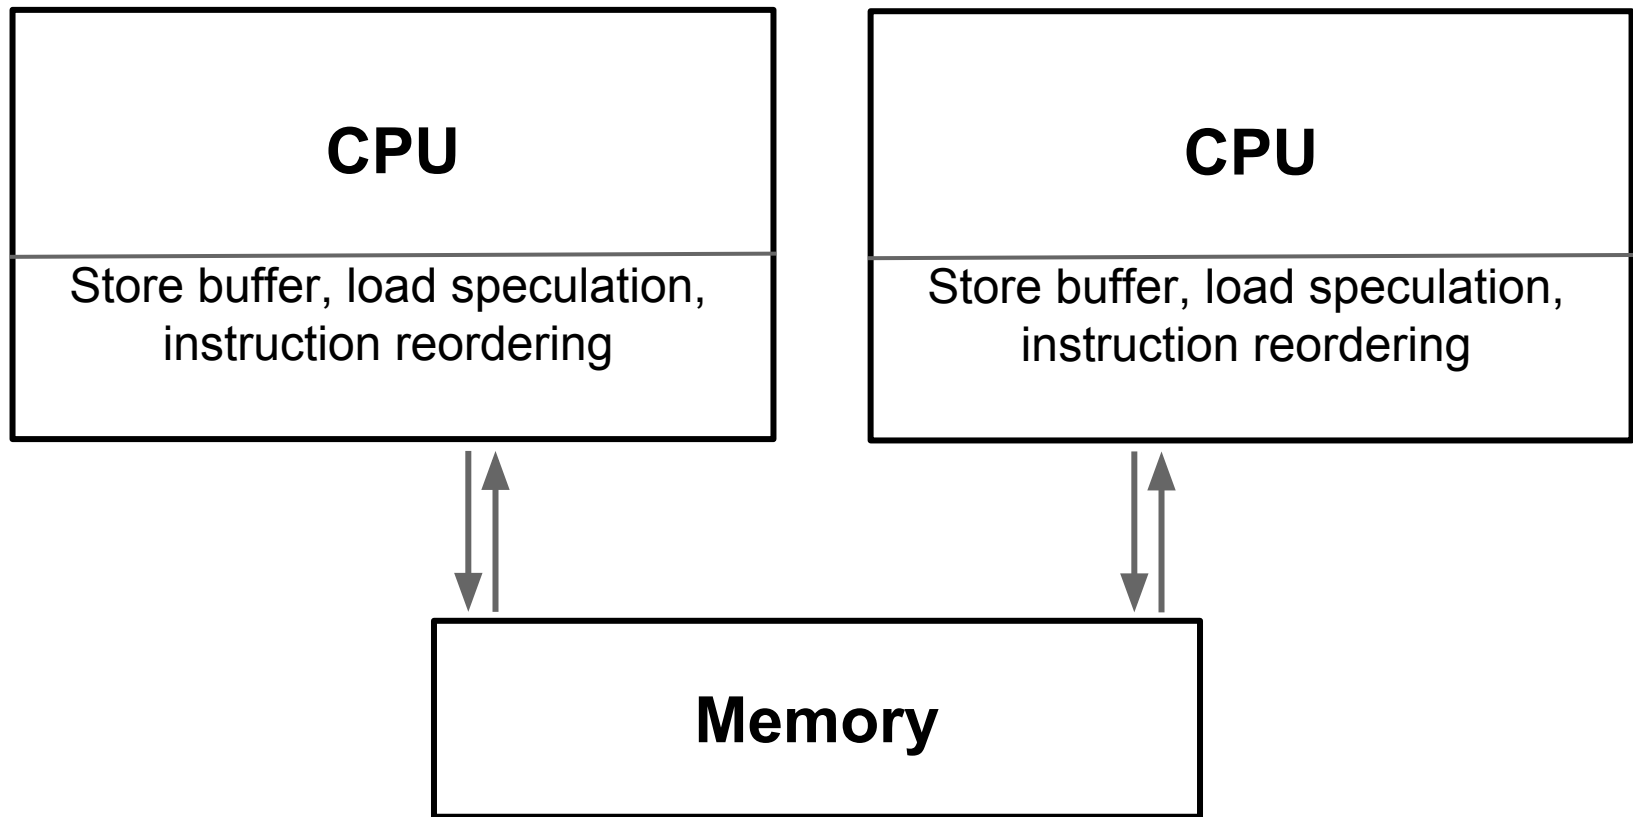 CPU
Store buffer, load speculation,
instruction reordering
CPU
Store buffer, load speculation,
instruction reordering
Memory